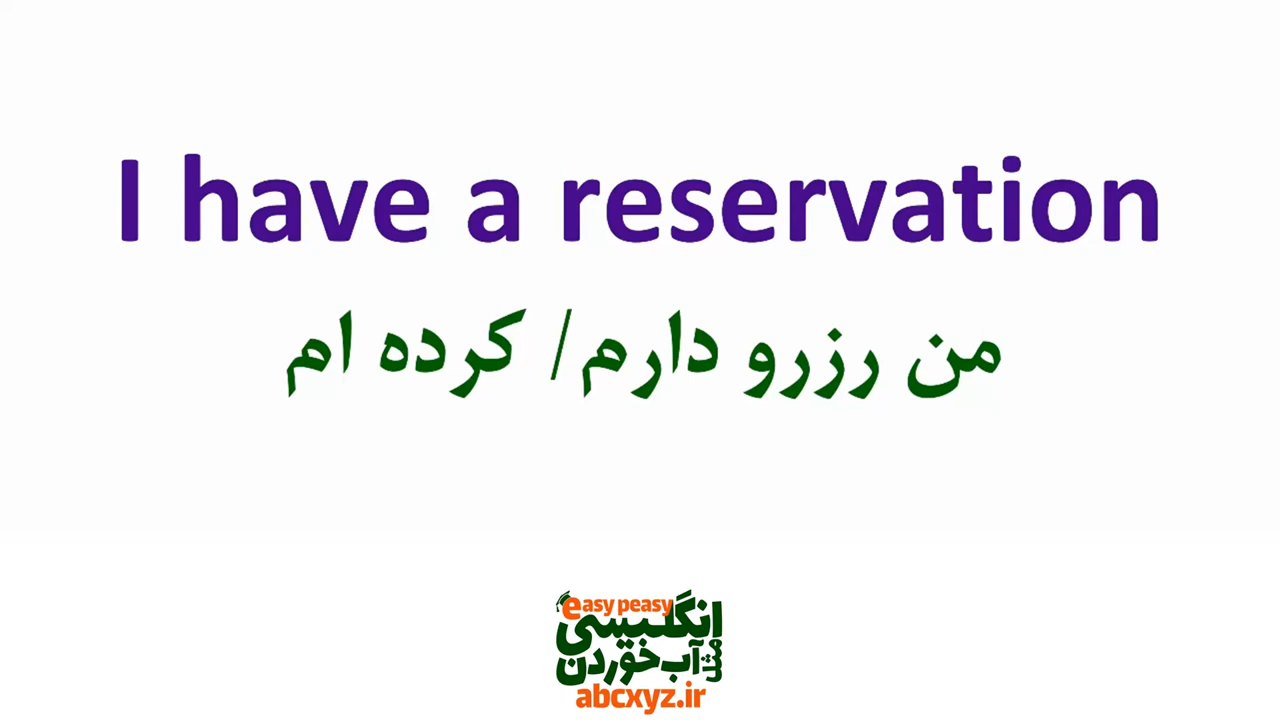 I have a reservation
من رزرو دارم/ کرده ام
easy peasy
انگلیسی
مثل آب خوردن
abcxyz.ir